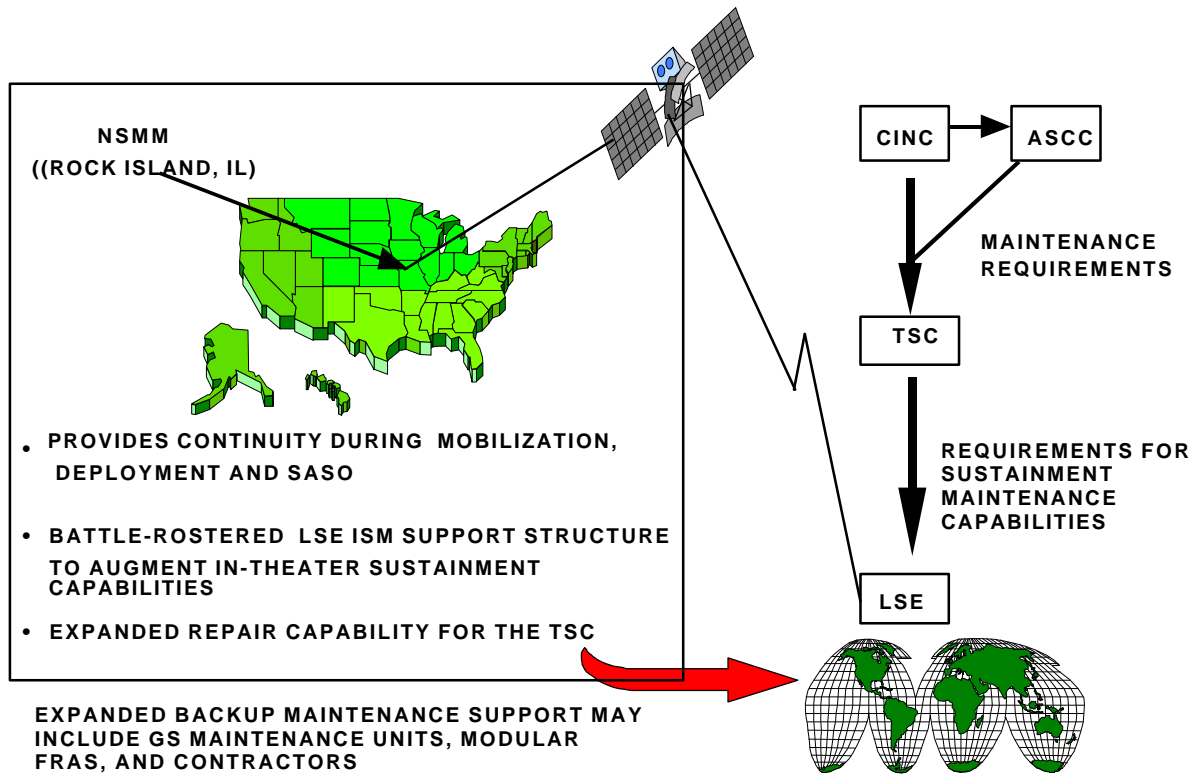 NSMM
((ROCK ISLAND, IL)
• PROVIDES CONTINUITY DURING MOBILIZATION,
DEPLOYMENT AND SASO
• BATTLE-ROSTERED LSE ISM SUPPORT STRUCTURE
TO AUGMENT IN-THEATER SUSTAINMENT
CAPABILITIES
• EXPANDED REPAIR CAPABILITY FOR THE TSC
EXPANDED BACKUP MAINTENANCE SUPPORT MAY
INCLUDE GS MAINTENANCE UNITS, MODULAR
FRAS, AND CONTRACTORS
CINC
ASCC
MAINTENANCE
REQUIREMENTS
TSC
REQUIREMENTS FOR
SUSTAINMENT
MAINTENANCE
CAPABILITIES
LSE